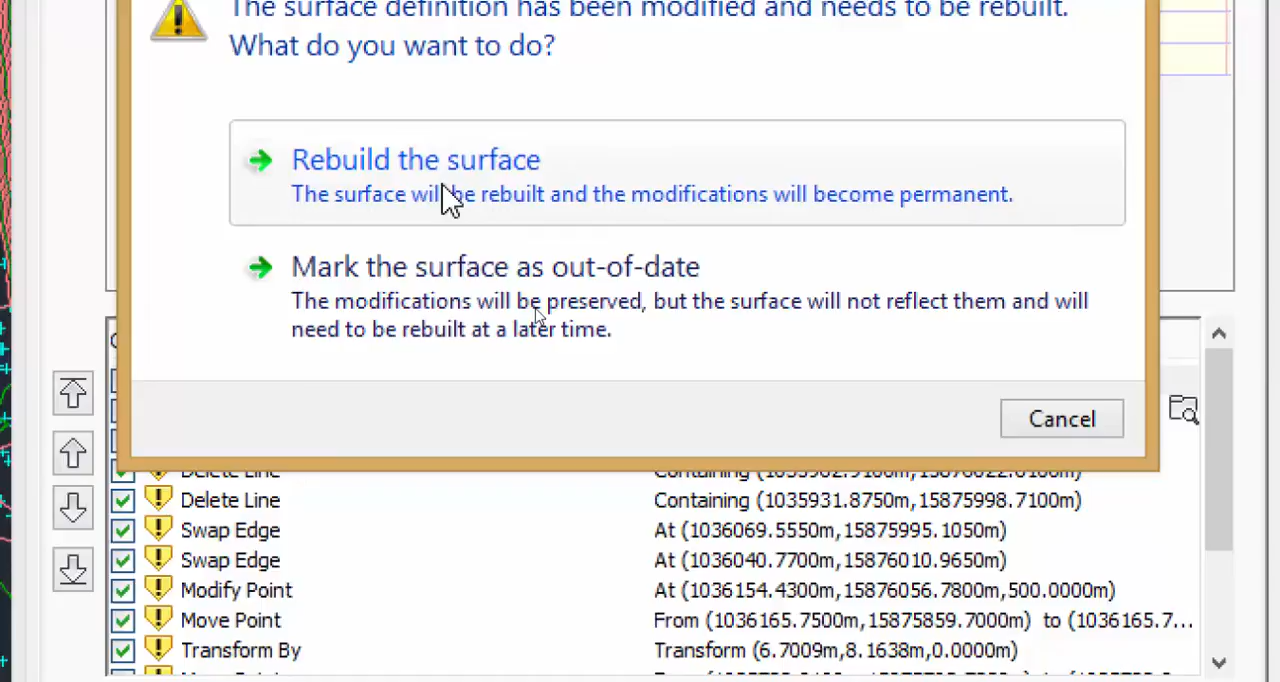 The surface definition has been modified and needs to be rebuilt.
What do you want to do?
Rebuild the surface
The surface will be rebuilt and the modifications will become permanent.
Mark the surface as out-of-date
The modifications will be preserved, but the surface will not reflect them and will
need to be rebuilt at a later time.
Cancel
Delete Line
Delete Line Containing (1035931.8750m,15875998.7100m)
Swap Edge At (1036069.5550m,15875995.1050m)
Swap Edge At (1036040.7700m,15876010.9650m)
Modify Point At (1036154.4300m,15876056.7800m,500.0000m)
Move Point From (1036165.7500m,15875859.7000m) to (1036165.7...
Transform By Transform (6.7009m,8.1638m,0.0000m)